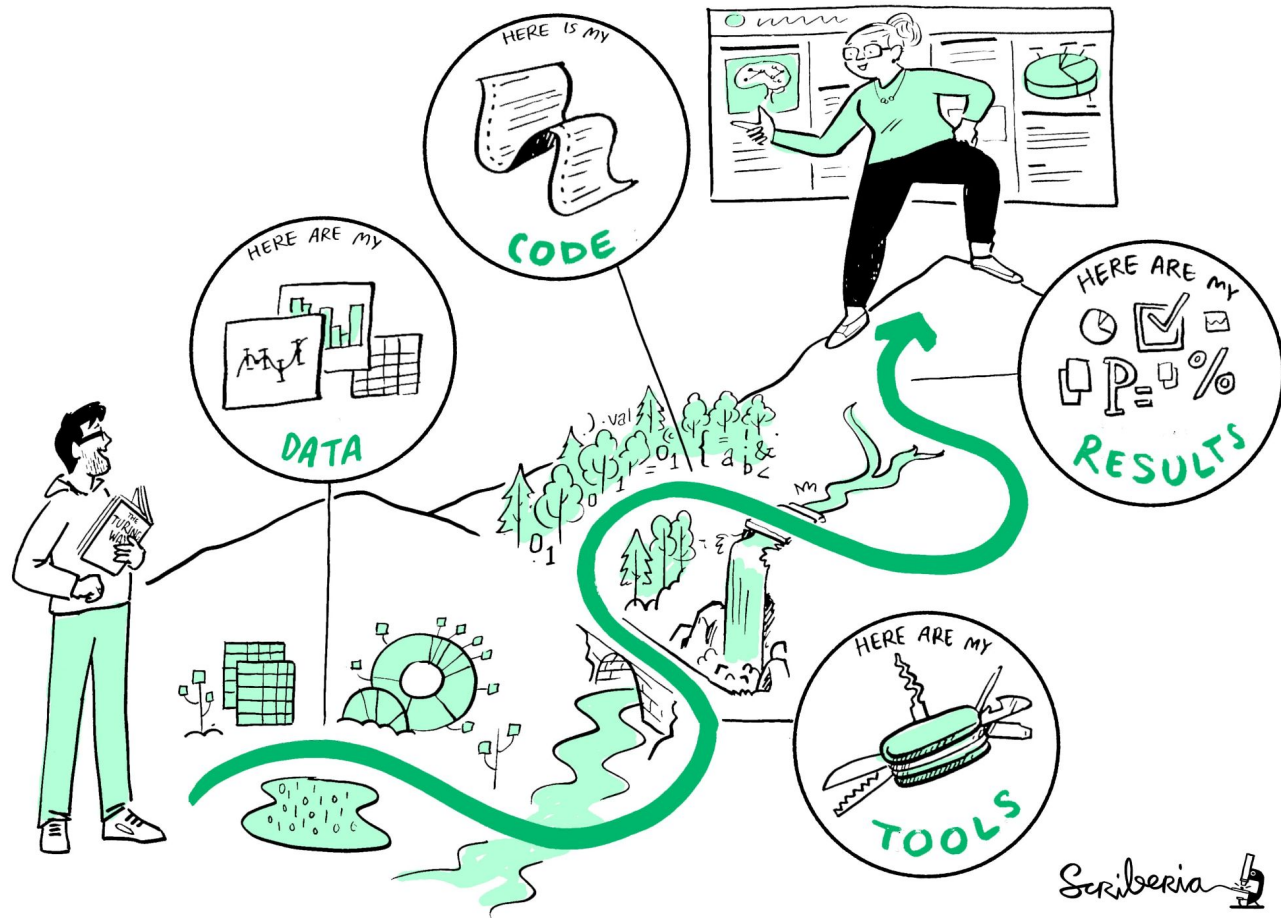 HERE IS MY
CODE
HERE ARE MY
DATA
HERE ARE MY
P= %
RESULTS
THE
TURING
WAY
).val
HERE ARE MY
TOOLS
Scriberia